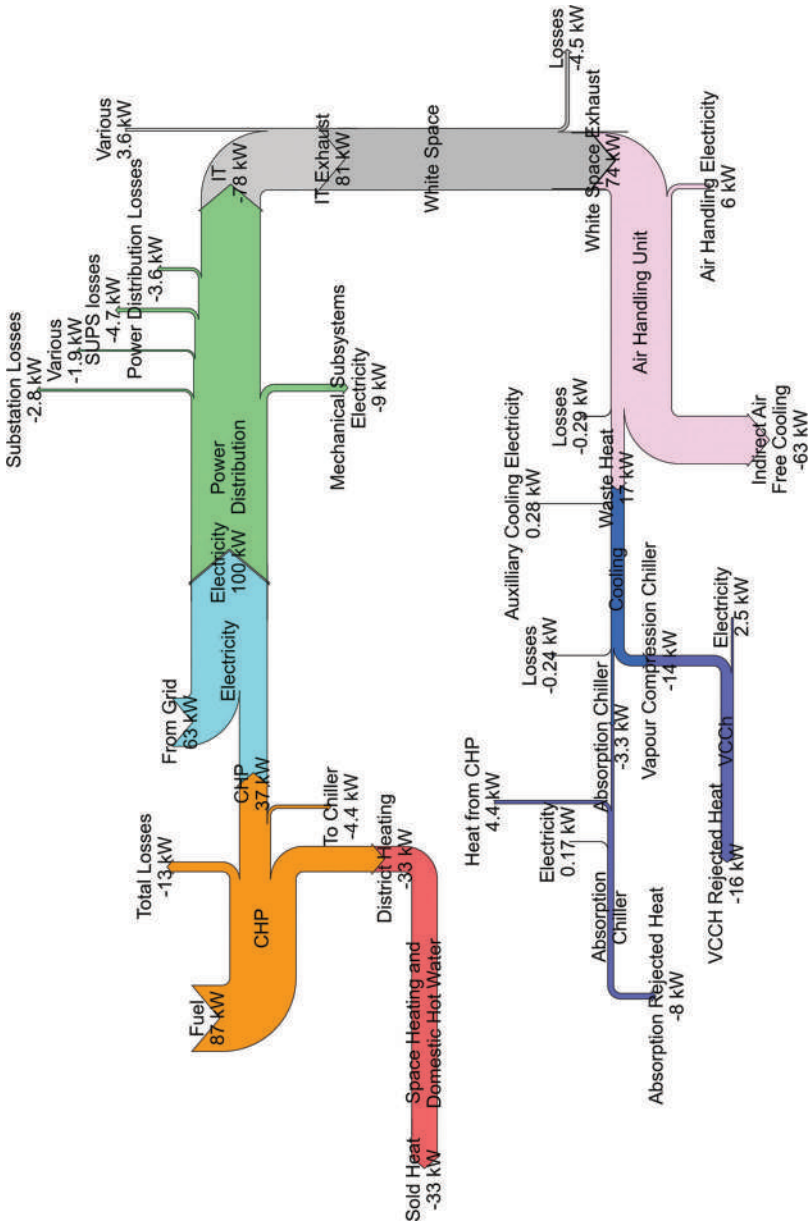 Substation Losses
-2.8 kW
Various
-1.9 kW
SUPS losses
-4.7 kW
Power Distribution Losses
-3.6 kW
Various
3.6 kW
IT
-78 kW
IT Exhaust
81 kW
White Space
Losses
-4.5 kW
White Space Exhaust
74 kW
Total Losses
-13 kW
Fuel
87 kW
CHP
CHP
37 kW
From Grid
63 kW
Electricity
Electricity
100 kW
Power
Distribution
Mechanical Subsystems
Electricity
-9 kW
To Chiller
-4.4 kW
District Heating
-33 kW
Space Heating and
Domestic Hot Water
Sold Heat
-33 kW
Heat from CHP
4.4 kW
Electricity
0.17 kW
Absorption
Chiller
Absorption Rejected Heat
-8 kW
Absorption Chiller
-3.3 kW
Losses
-0.24 kW
Auxilliary Cooling Electricity
0.28 kW
Cooling
Vapour Compression Chiller
-14 kW
Electricity
2.5 kW
VCCh
VCCH Rejected Heat
-16 kW
Losses
-0.29 kW
Waste Heat
17 kW
Air Handling Unit
Air Handling Electricity
6 kW
Indirect Air
Free Cooling
-63 kW